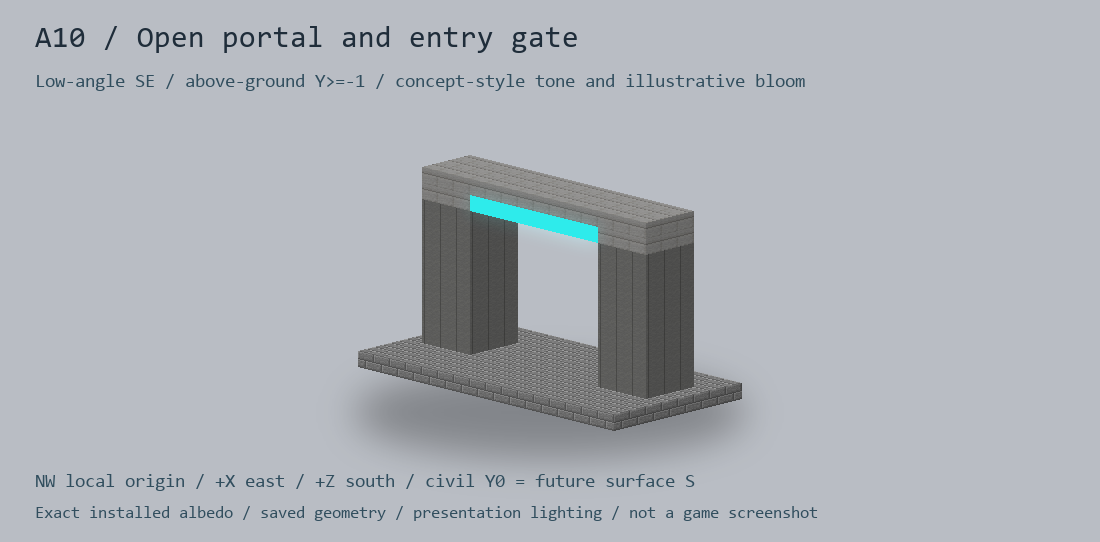 A10 / Open portal and entry gate
Low-angle SE / above-ground Y>=-1 / concept-style tone and illustrative bloom
NW local origin / +X east / +Z south / civil Y0 = future surface S
Exact installed albedo / saved geometry / presentation lighting / not a game screenshot